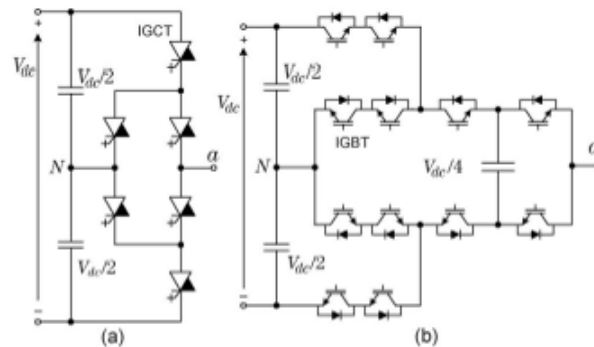 +
V_dc
−
V_dc/2
N
V_dc/2
IGCT
a
(a)
+
V_dc
−
V_dc/2
N
V_dc/2
IGBT
V_dc/4
(b)